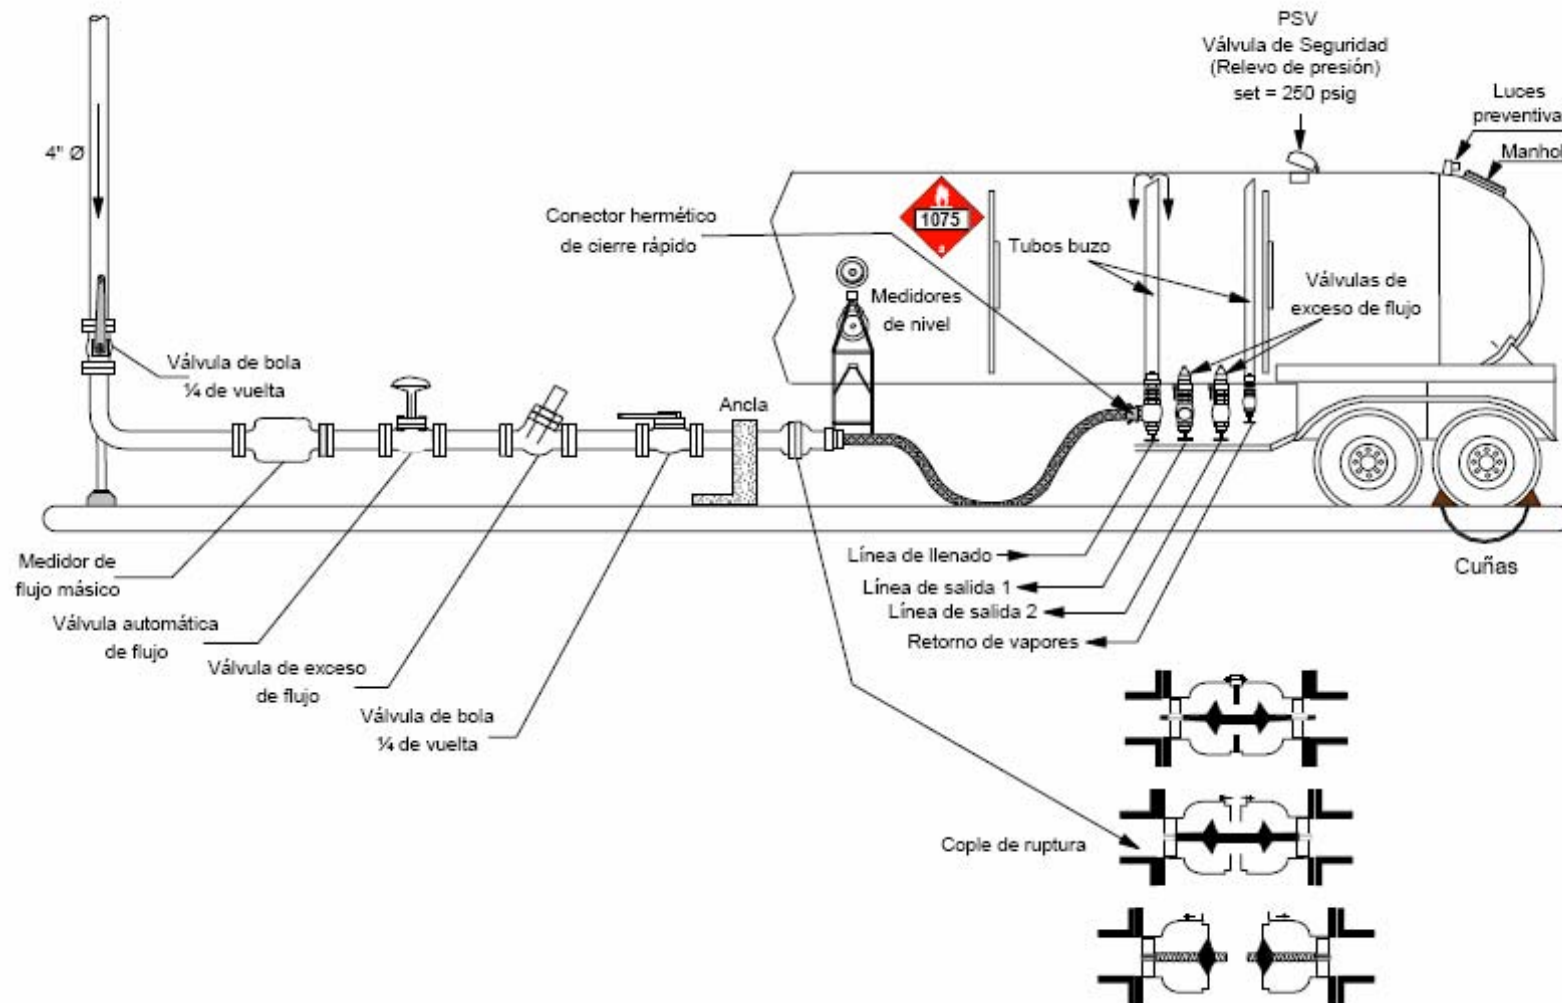 PSV
Válvula de Seguridad
(Relevo de presión)
set = 250 psig
Luces
preventiva
Manhol
4" Ø
Conector hermético
de cierre rápido
1075
Tubos buzo
Válvulas de
exceso de flujo
Medidores
de nivel
Válvula de bola
¼ de vuelta
Ancla
Medidor de
flujo másico
Válvula automática
de flujo
Válvula de exceso
de flujo
Válvula de bola
¼ de vuelta
Línea de llenado
Línea de salida 1
Línea de salida 2
Retorno de vapores
Cuñas
Cople de ruptura